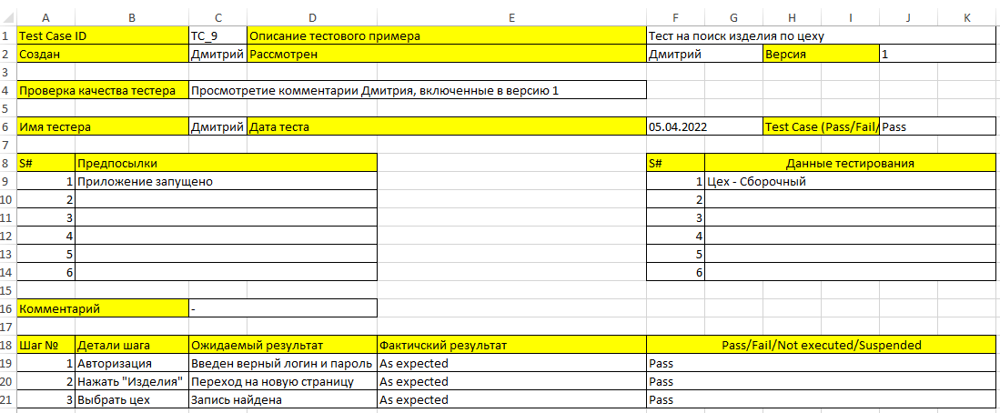 A B C D E F G H I J K
1 Test Case ID TC_9 Описание тестового примера Тест на поиск изделия по цеху
2 Создан Дмитрий Рассмотрен Дмитрий Версия 1
3
4 Проверка качества тестера Просмотретие комментарии Дмитрия, включенные в версию 1
5
6 Имя тестера Дмитрий Дата теста 05.04.2022 Test Case (Pass/Fail/ Pass
7
8 S# Предпосылки S# Данные тестирования
9 1 Приложение запущено 1 Цех - Сборочный
10 2 2
11 3 3
12 4 4
13 5 5
14 6 6
15
16 Комментарий -
17
18 Шаг № Детали шага Ожидаемый результат Фактичский результат Pass/Fail/Not executed/Suspended
19 1 Авторизация Введен верный логин и пароль As expected Pass
20 2 Нажать "Изделия" Переход на новую страницу As expected Pass
21 3 Выбрать цех Запись найдена As expected Pass